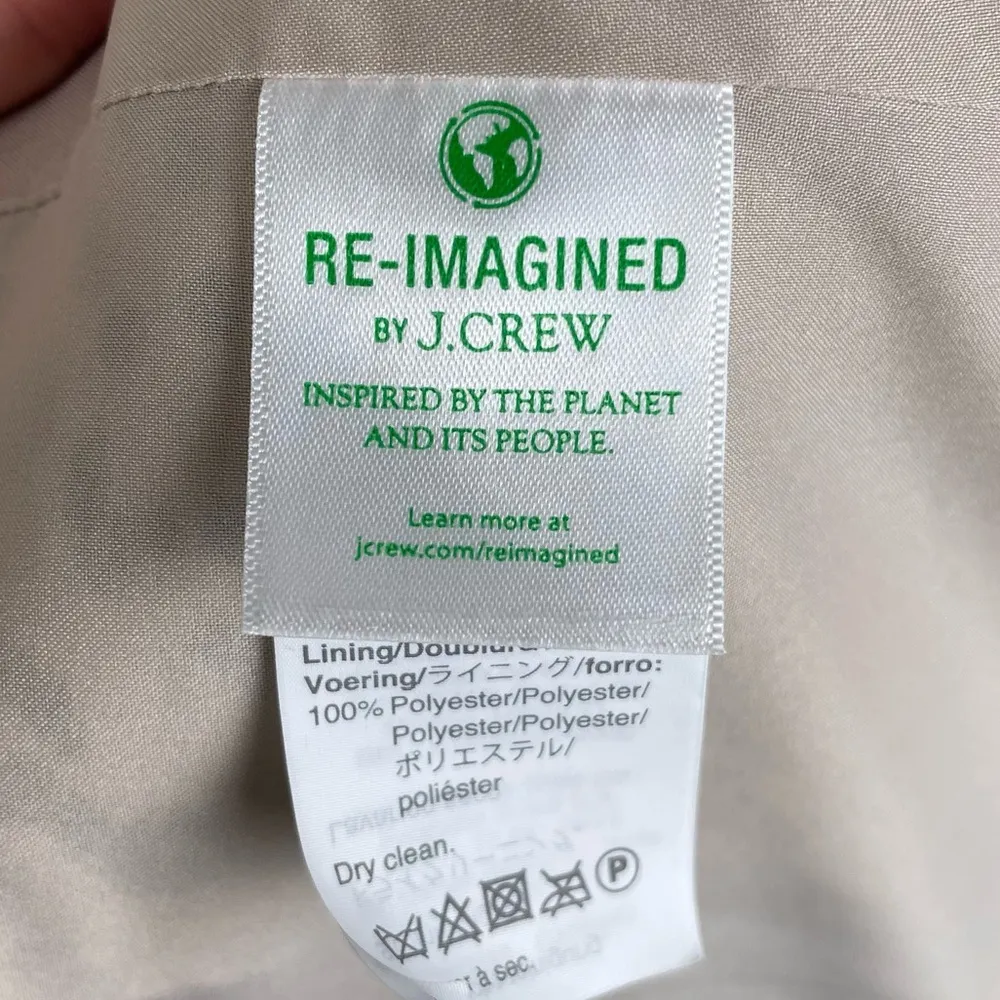 RE-IMAGINED
BY J.CREW
INSPIRED BY THE PLANET
AND ITS PEOPLE.
Learn more at
jcrew.com/reimagined
Lining/
Voering/ライニング/forro:
100% Polyester/Polyester/
Polyester/Polyester/
ポリエステル/
poliéster
Dry clean.
P
à sec.